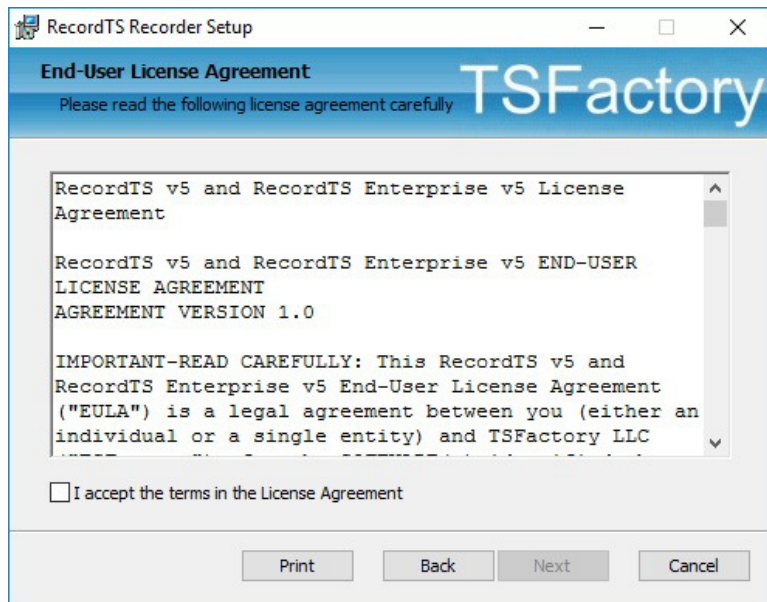 RecordTS Recorder Setup
End-User License Agreement
Please read the following license agreement carefully
TSFactory
RecordTS v5 and RecordTS Enterprise v5 License
Agreement
RecordTS v5 and RecordTS Enterprise v5 END-USER
LICENSE AGREEMENT
AGREEMENT VERSION 1.0
IMPORTANT-READ CAREFULLY: This RecordTS v5 and
RecordTS Enterprise v5 End-User License Agreement
("EULA") is a legal agreement between you (either an
individual or a single entity) and TSFactory LLC
I accept the terms in the License Agreement
Print
Back
Next
Cancel